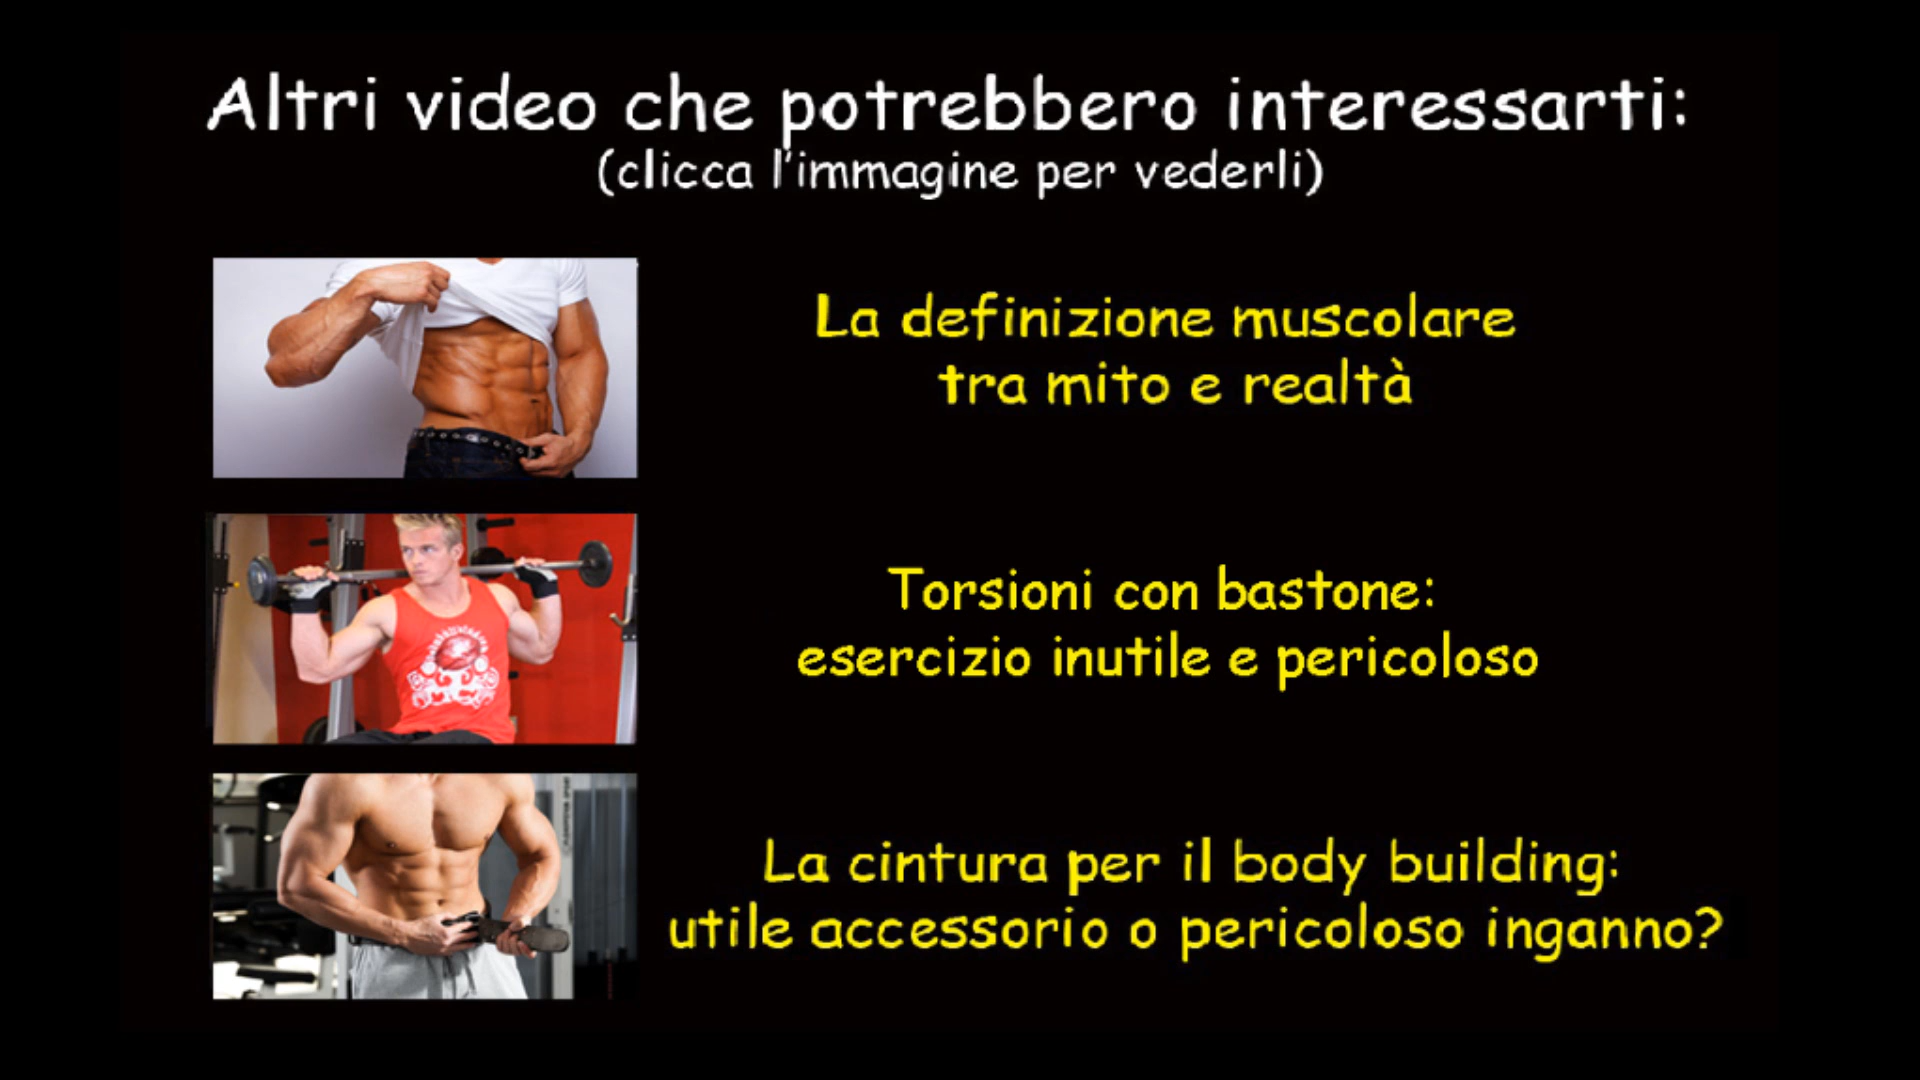 Altri video che potrebbero interessarti:
(clicca l'immagine per vederli)
La definizione muscolare
tra mito e realtà
Torsioni con bastone:
esercizio inutile e pericoloso
La cintura per il body building:
utile accessorio o pericoloso inganno?